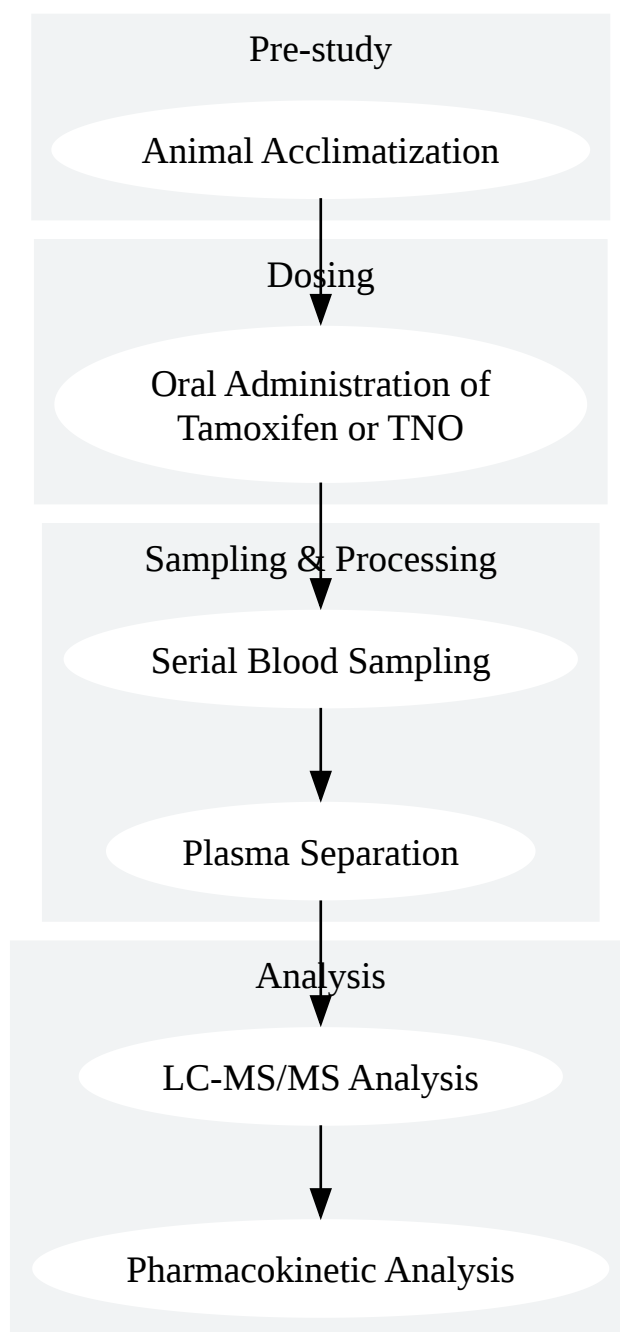 Pre-study
Animal Acclimatization
Dosing
Oral Administration of
Tamoxifen or TNO
Sampling & Processing
Serial Blood Sampling
Plasma Separation
Analysis
LC-MS/MS Analysis
Pharmacokinetic Analysis